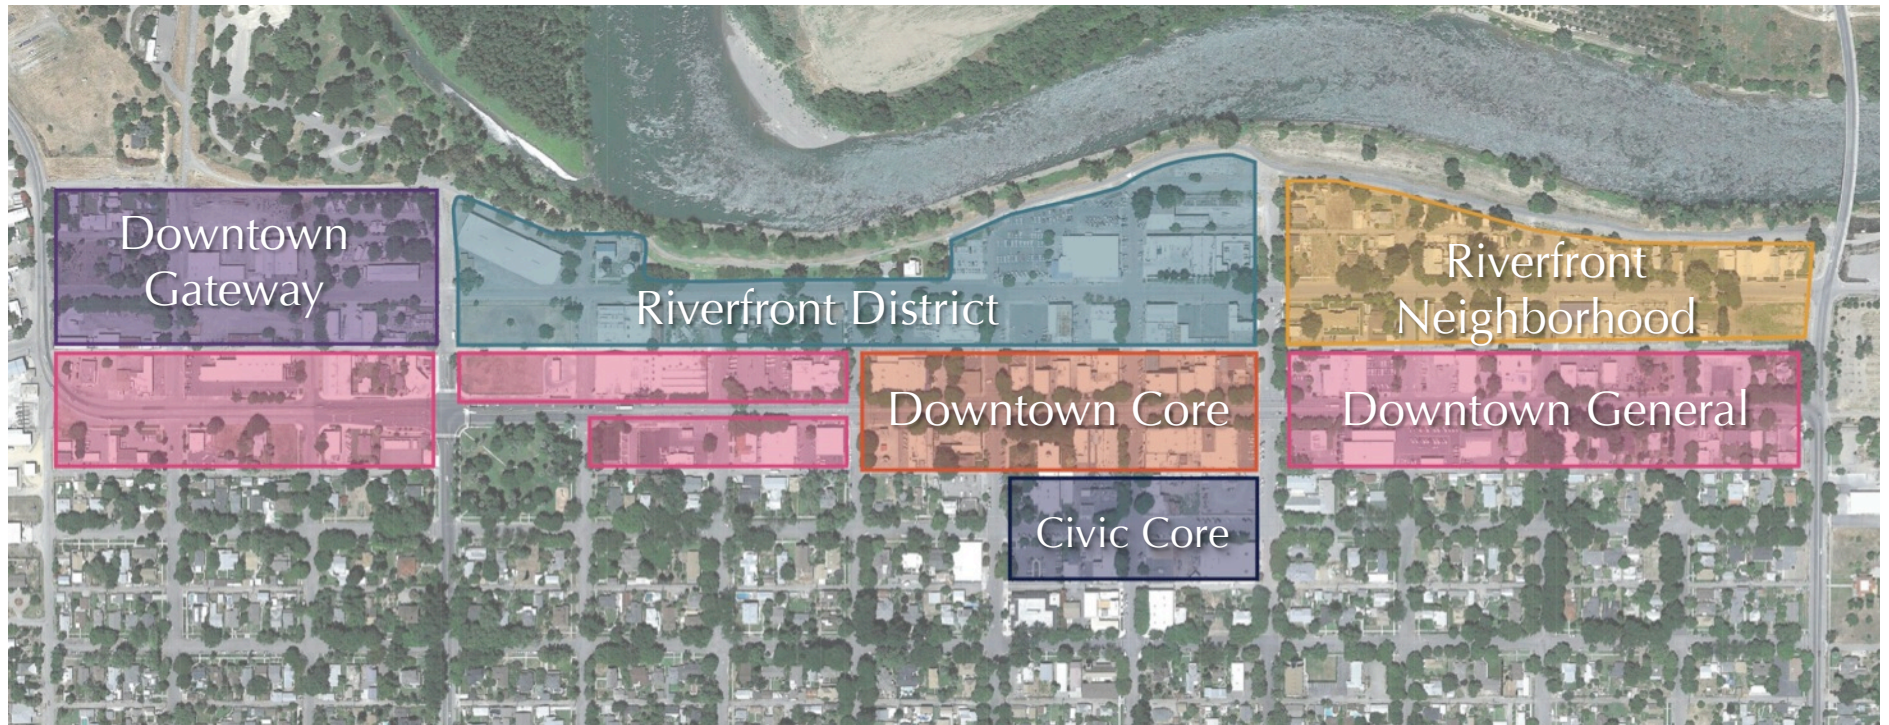 Downtown
Gateway
Riverfront District
Riverfront
Neighborhood
Downtown Core
Downtown General
Civic Core